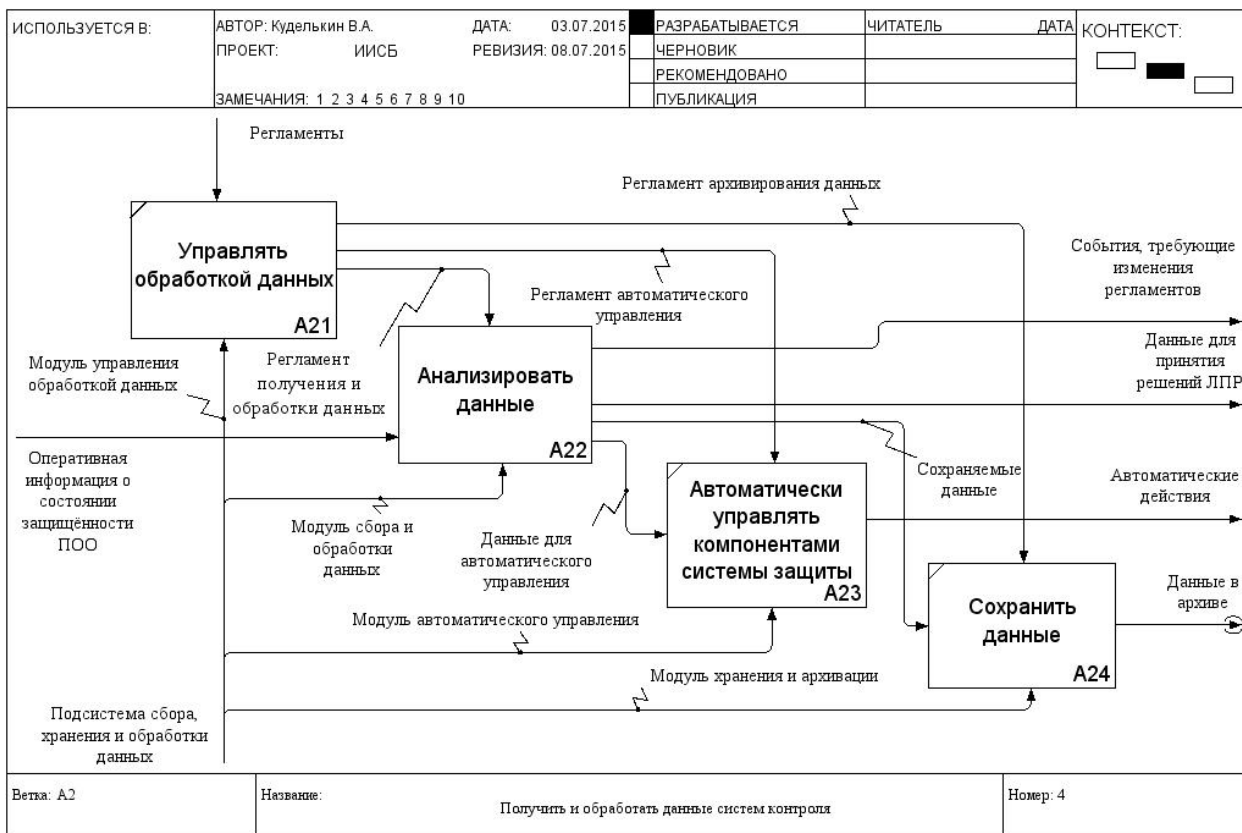 ИСПОЛЬЗУЕТСЯ В:
АВТОР: Куделькин В.А.
ДАТА: 03.07.2015
ПРОЕКТ: ИИСБ
РЕВИЗИЯ: 08.07.2015
ЗАМЕЧАНИЯ: 1 2 3 4 5 6 7 8 9 10
РАЗРАБАТЫВАЕТСЯ
ЧЕРНОВИК
РЕКОМЕНДОВАНО
ПУБЛИКАЦИЯ
ЧИТАТЕЛЬ
ДАТА
КОНТЕКСТ:
Регламенты
Регламент архивирования данных
Управлять
обработкой данных
A21
События, требующие
изменения
регламентов
Регламент автоматического
управления
Данные для
принятия
решений ЛПР
Модуль управления
обработкой данных
Регламент
получения и
обработки данных
Анализировать
данные
A22
Оперативная
информация о
состоянии
защищённости
ПОО
Сохраняемые
данные
Автоматические
действия
Модуль сбора и
обработки
данных
Данные для
автоматического
управления
Автоматически
управлять
компонентами
системы защиты
A23
Данные в
архиве
Сохранить
данные
A24
Модуль автоматического управления
Модуль хранения и архивации
Подсистема сбора,
хранения и обработки
данных
Ветка: A2
Название:
Получить и обработать данные систем контроля
Номер: 4